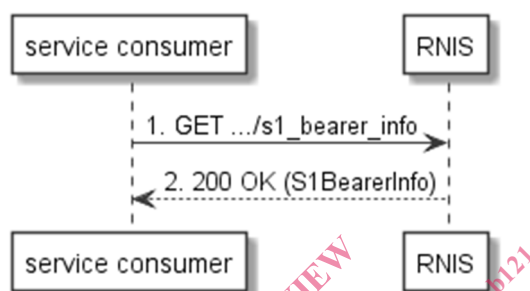 service consumer
RNIS
1. GET .../s1_bearer_info
2. 200 OK (S1BearerInfo)
service consumer
RNIS